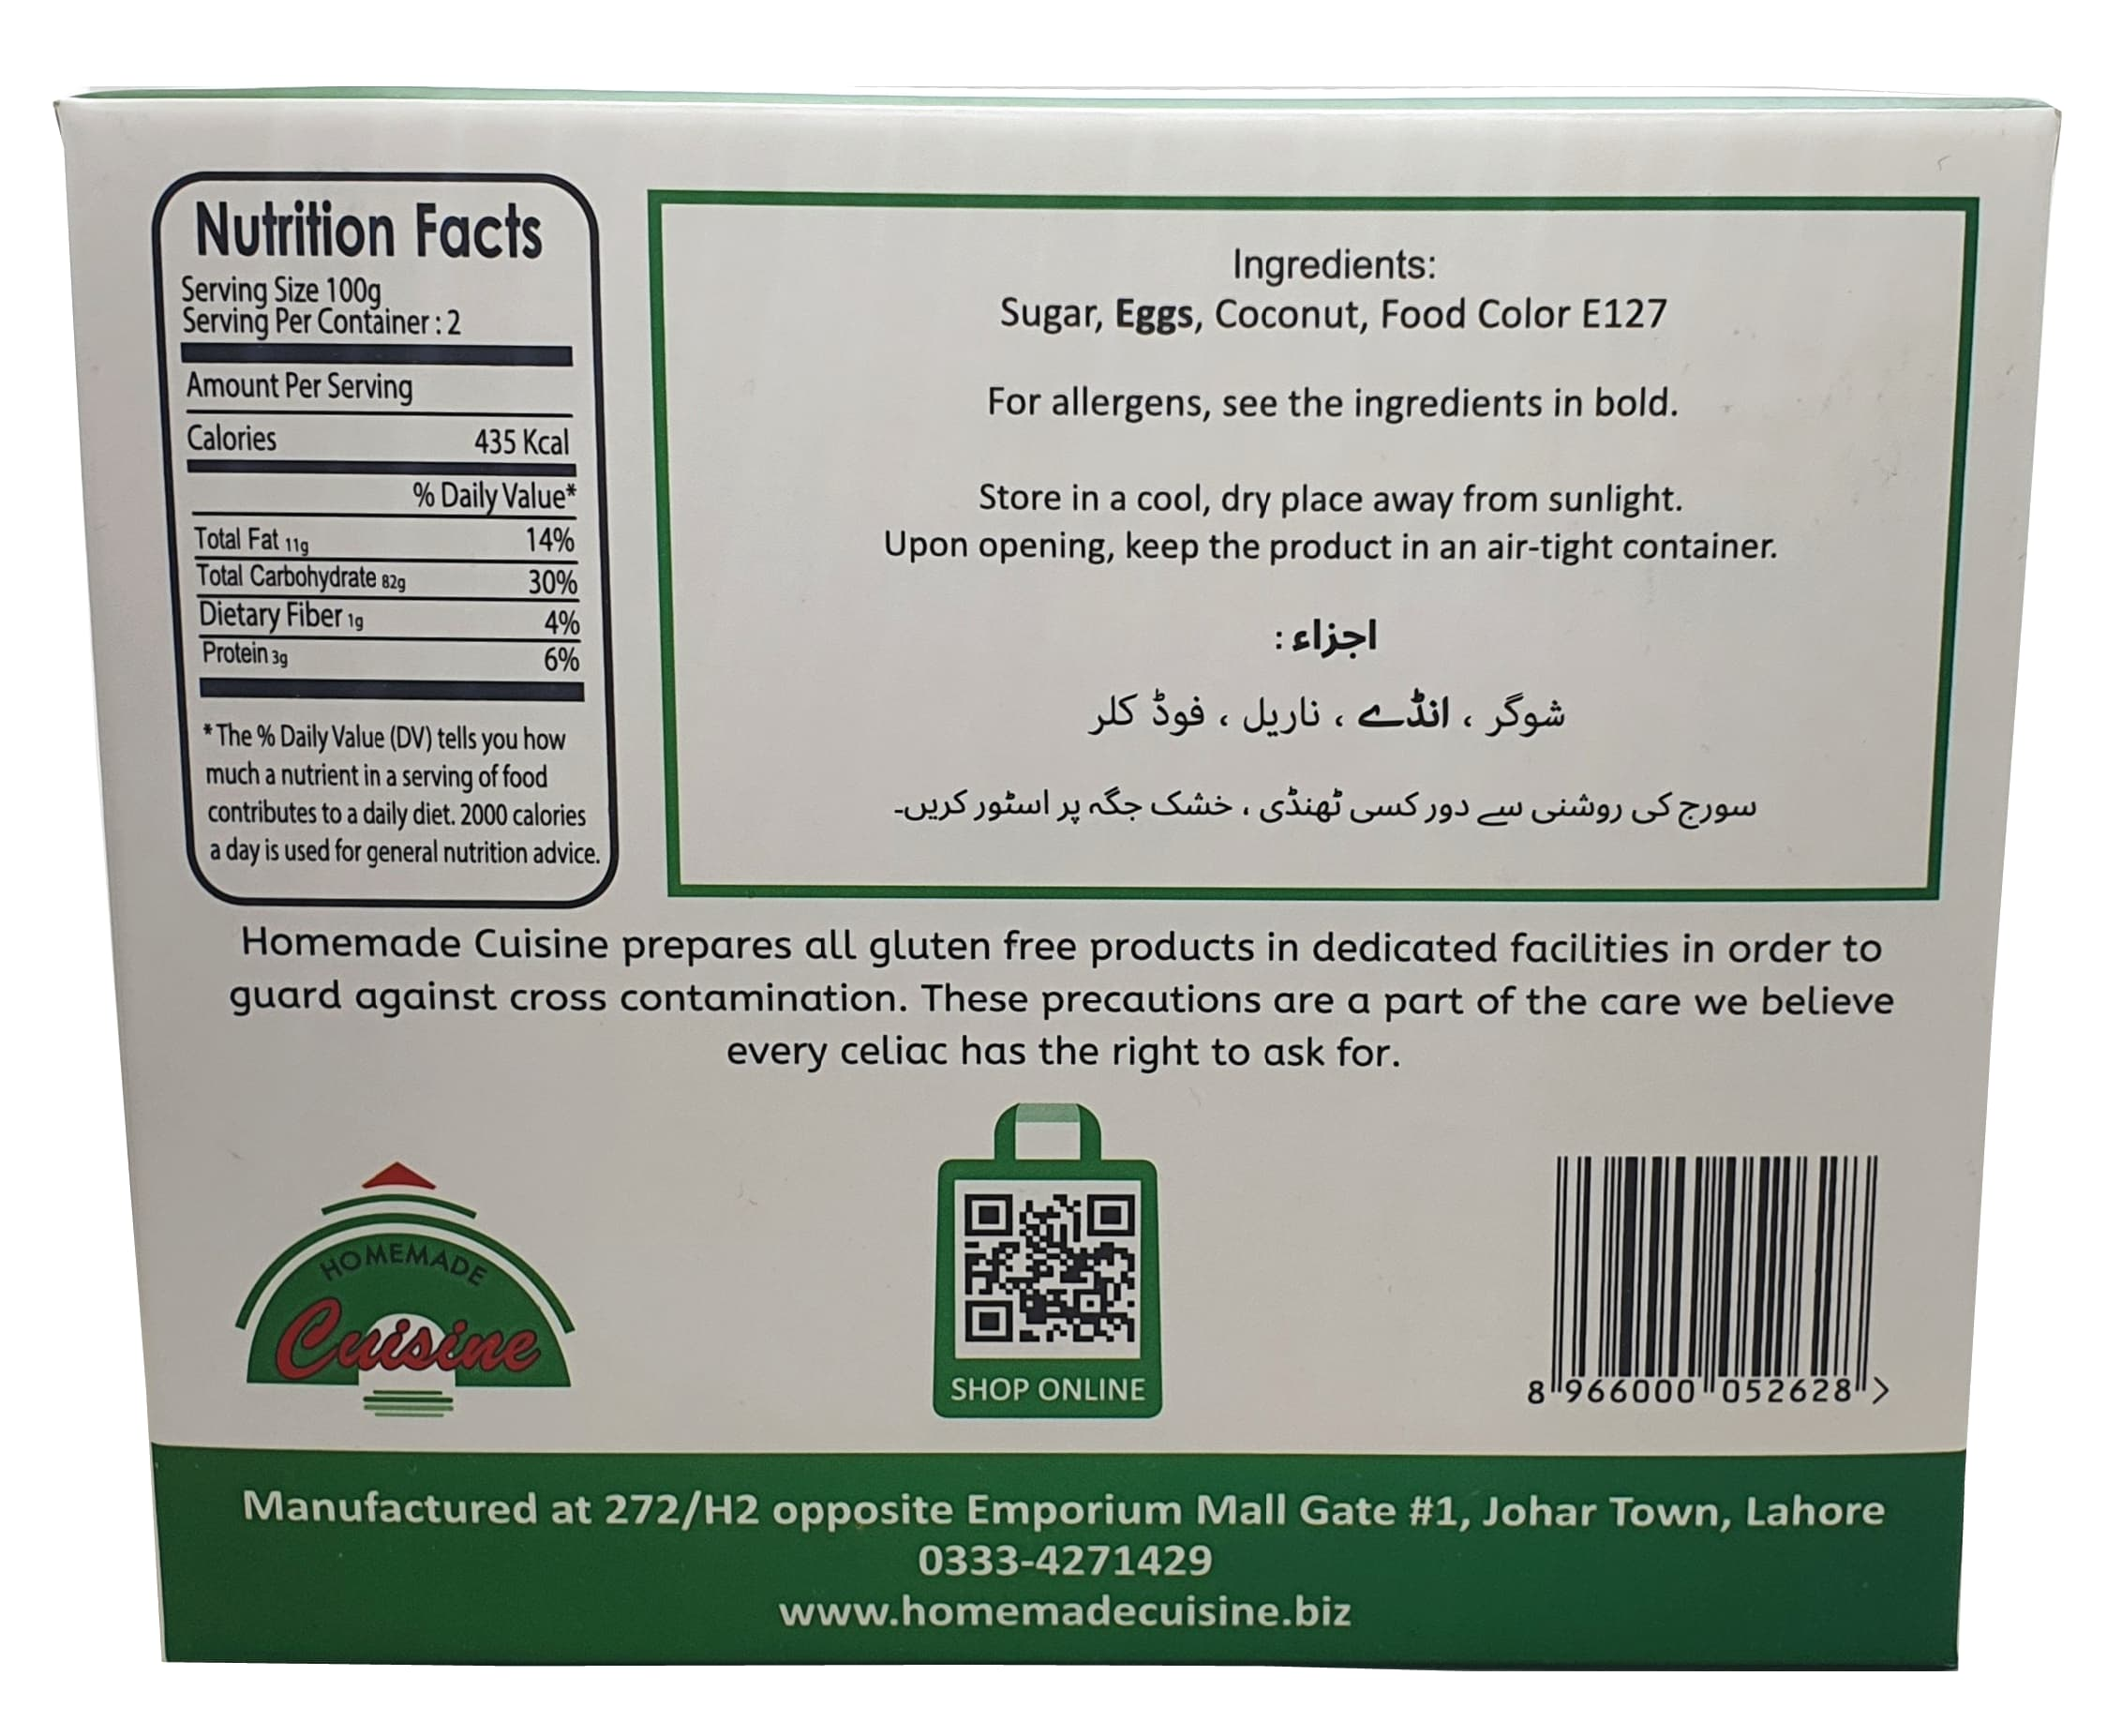 Nutrition Facts
Serving Size 100g
Serving Per Container : 2
Amount Per Serving
Calories 435 Kcal
% Daily Value*
Total Fat 11g 14%
Total Carbohydrate 82g 30%
Dietary Fiber 1g 4%
Protein 3g 6%
* The % Daily Value (DV) tells you how
much a nutrient in a serving of food
contributes to a daily diet. 2000 calories
a day is used for general nutrition advice.
Ingredients:
Sugar, Eggs, Coconut, Food Color E127
For allergens, see the ingredients in bold.
Store in a cool, dry place away from sunlight.
Upon opening, keep the product in an air-tight container.
اجزاء :
شوگر ، انڈے ، ناریل ، فوڈ کلر
سورج کی روشنی سے دور کسی ٹھنڈی ، خشک جگہ پر اسٹور کریں۔
Homemade Cuisine prepares all gluten free products in dedicated facilities in order to
guard against cross contamination. These precautions are a part of the care we believe
every celiac has the right to ask for.
HOMEMADE
Cuisine
SHOP ONLINE
8 966000 052628 >
Manufactured at 272/H2 opposite Emporium Mall Gate #1, Johar Town, Lahore
0333-4271429
www.homemadecuisine.biz